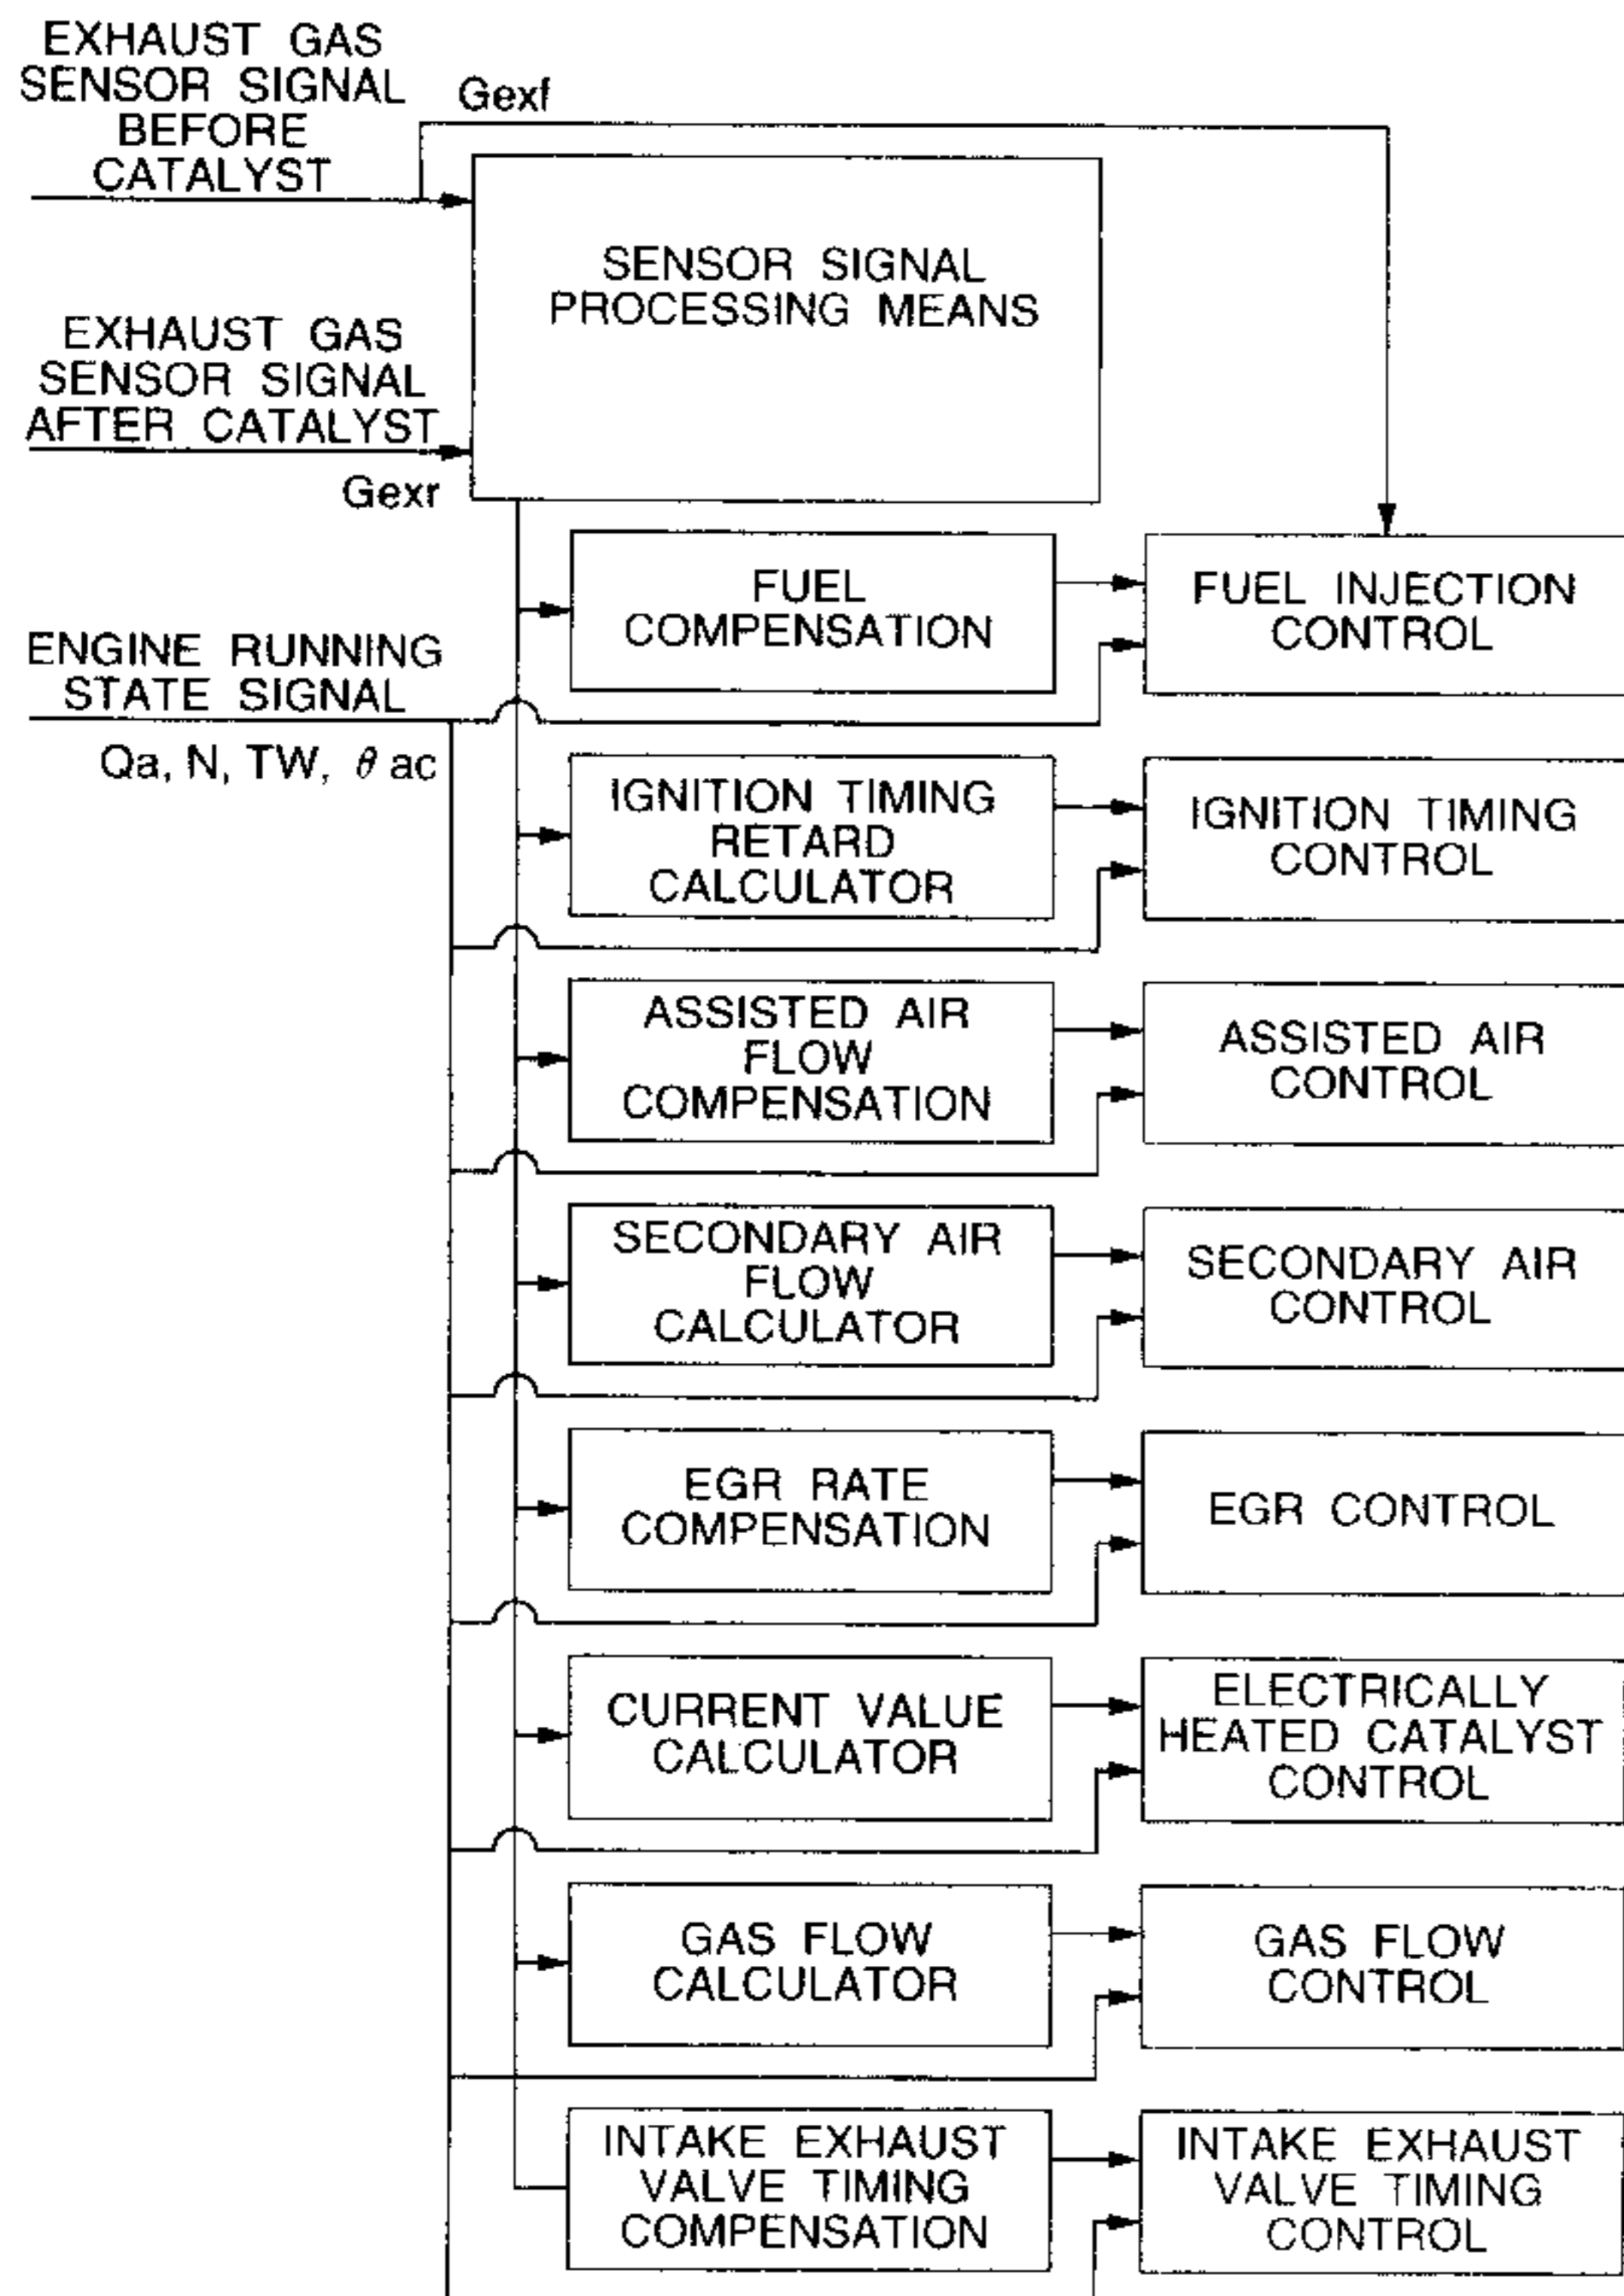 EXHAUST GAS
SENSOR SIGNAL
BEFORE
CATALYST
Gexf
SENSOR SIGNAL
PROCESSING MEANS
EXHAUST GAS
SENSOR SIGNAL
AFTER CATALYST
Gexr
FUEL
COMPENSATION
FUEL INJECTION
CONTROL
ENGINE RUNNING
STATE SIGNAL
Qa, N, TW, θ ac
IGNITION TIMING
RETARD
CALCULATOR
IGNITION TIMING
CONTROL
ASSISTED AIR
FLOW
COMPENSATION
ASSISTED AIR
CONTROL
SECONDARY AIR
FLOW
CALCULATOR
SECONDARY AIR
CONTROL
EGR RATE
COMPENSATION
EGR CONTROL
CURRENT VALUE
CALCULATOR
ELECTRICALLY
HEATED CATALYST
CONTROL
GAS FLOW
CALCULATOR
GAS FLOW
CONTROL
INTAKE EXHAUST
VALVE TIMING
COMPENSATION
INTAKE EXHAUST
VALVE TIMING
CONTROL